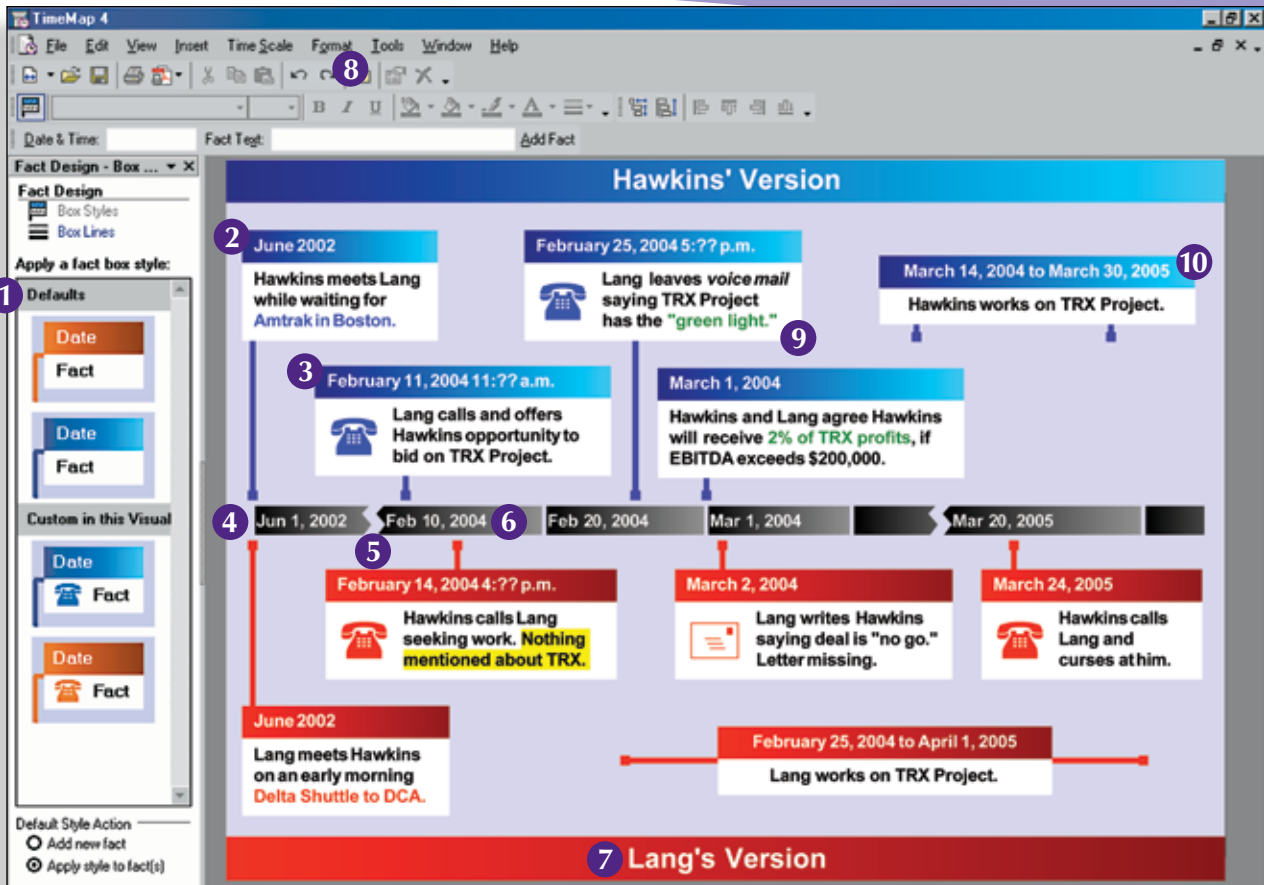 TimeMap 4
File Edit View Insert Time Scale Format Tools Window Help
8
B I U A
Date & Time: Fact Text: Add Fact
Fact Design - Box ...
Fact Design
Box Styles
Box Lines
Apply a fact box style:
1
Defaults
Date
Fact
Date
Fact
Custom in this Visual
Date
Fact
Date
Fact
Default Style Action
Add new fact
Apply style to fact(s)
Hawkins' Version
2
June 2002
Hawkins meets Lang
while waiting for
Amtrak in Boston.
February 25, 2004 5:?? p.m.
Lang leaves voice mail
saying TRX Project
has the "green light."
9
10
March 14, 2004 to March 30, 2005
Hawkins works on TRX Project.
3
February 11, 2004 11:?? a.m.
Lang calls and offers
Hawkins opportunity to
bid on TRX Project.
March 1, 2004
Hawkins and Lang agree Hawkins
will receive 2% of TRX profits, if
EBITDA exceeds $200,000.
4 Jun 1, 2002 Feb 10, 2004 6 Feb 20, 2004 Mar 1, 2004 Mar 20, 2005
5
February 14, 2004 4:?? p.m.
Hawkins calls Lang
seeking work. Nothing
mentioned about TRX.
March 2, 2004
Lang writes Hawkins
saying deal is "no go."
Letter missing.
March 24, 2005
Hawkins calls
Lang and
curses at him.
June 2002
Lang meets Hawkins
on an early morning
Delta Shuttle to DCA.
February 25, 2004 to April 1, 2005
Lang works on TRX Project.
7 Lang's Version